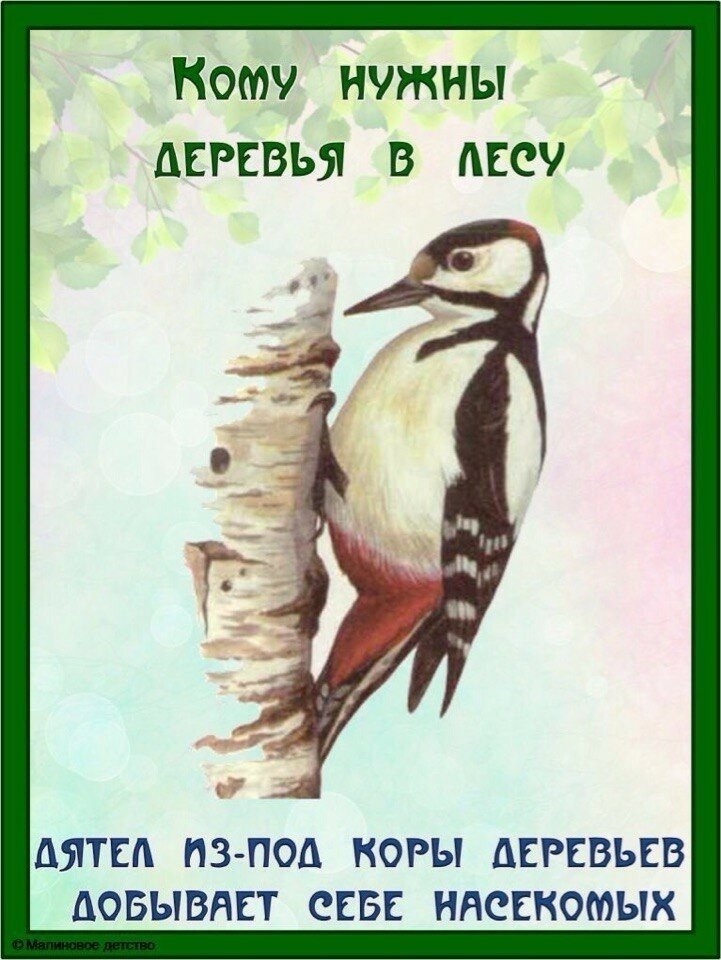 Кому нужны
деревья в лесу
дятел из-под коры деревьев
добывает себе насекомых
© Малиновое детство